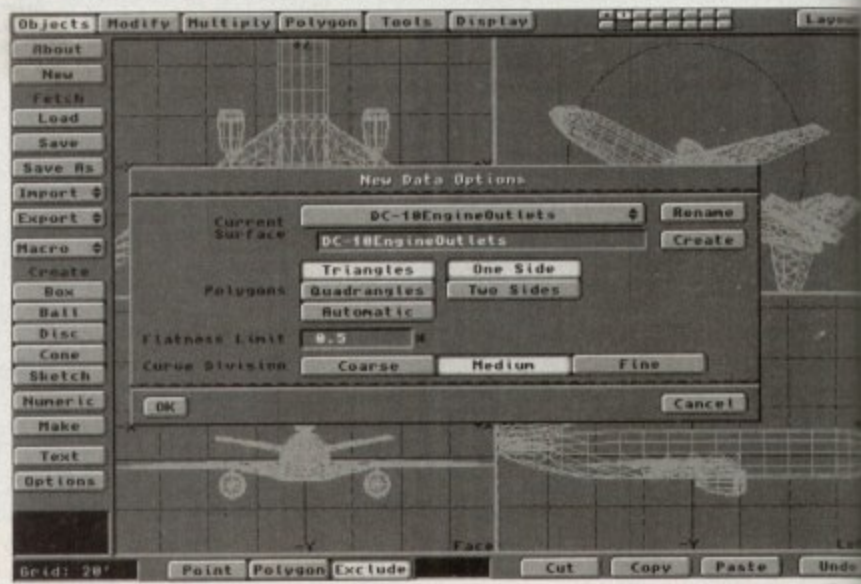 Objects Modify Multiply Polygon Tools Display
About
New
Fetch
Load
Save
Save As
Import
Export
Macro
Create
Box
Ball
Disc
Cone
Sketch
Numeric
Make
Text
Options
New Data Options
Current Surface
DC-10EngineOutlets
Rename
DC-10EngineOutlets
Create
Polygons
Triangles
One Side
Quadrangles
Two Sides
Automatic
Flatness Limit
0.5
Curve Division
Coarse
Medium
Fine
OK
Cancel
-Y
Face
-Y
Grid: 20'
Point
Polygon
Exclude
Cut
Copy
Paste